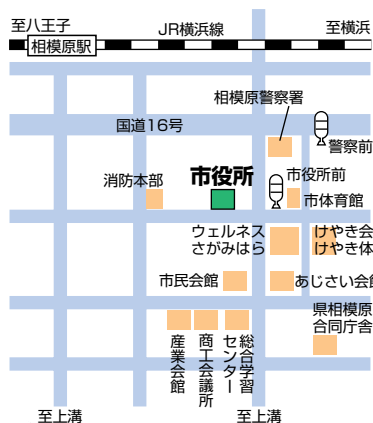 至八王子
JR横浜線
至横浜
相模原駅
相模原警察署
国道16号
警察前
市役所
市役所前
消防本部
市体育館
ウェルネス
さがみはら
けやき会
けやき体
市民会館
あじさい会館
県相模原
合同庁舎
産業会館
商工会議所
総合学習
センター
至上溝
至上溝